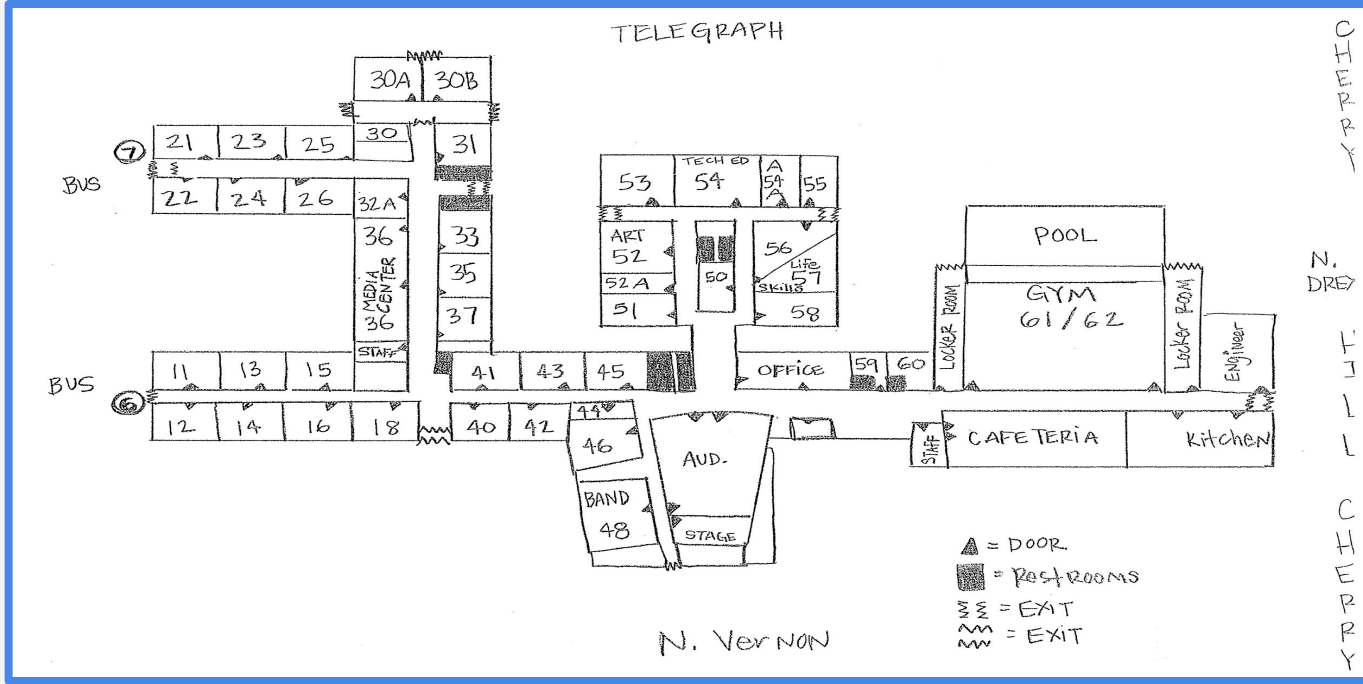 TELEGRAPH
30A 30B
30
31
21 23 25
7
BUS
22 24 26
32A
36
MEDIA CENTER
36
STAFF
33
35
37
53
TECH ED
54
A
54
A
55
ART
52
52A
51
50
56
Life
57
Skills
58
POOL
GYM
61/62
LOCKER ROOM
Locker Room
Engineer
11 13 15
BUS
6
12 14 16 18
41 43 45
40 42
44
46
BAND
48
AUD.
STAGE
OFFICE
59 60
STAFF
CAFETERIA
Kitchen
= DOOR
= RestROOMS
= EXIT
= EXIT
N. VerNON
CHERRY
N.
HILL
CHERRY